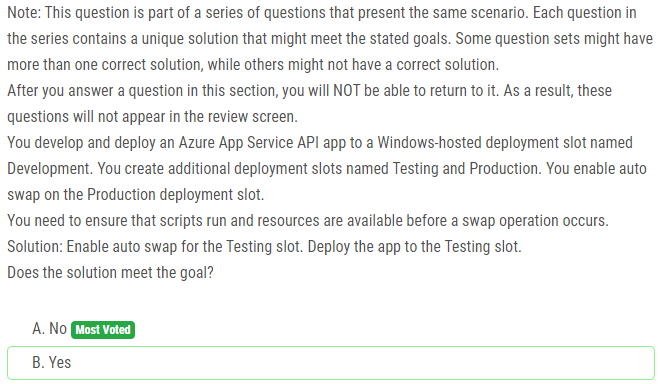 Note: This question is part of a series of questions that present the same scenario. Each question in
the series contains a unique solution that might meet the stated goals. Some question sets might have
more than one correct solution, while others might not have a correct solution.
After you answer a question in this section, you will NOT be able to return to it. As a result, these
questions will not appear in the review screen.
You develop and deploy an Azure App Service API app to a Windows-hosted deployment slot named
Development. You create additional deployment slots named Testing and Production. You enable auto
swap on the Production deployment slot.
You need to ensure that scripts run and resources are available before a swap operation occurs.
Solution: Enable auto swap for the Testing slot. Deploy the app to the Testing slot.
Does the solution meet the goal?
A. No Most Voted
B. Yes